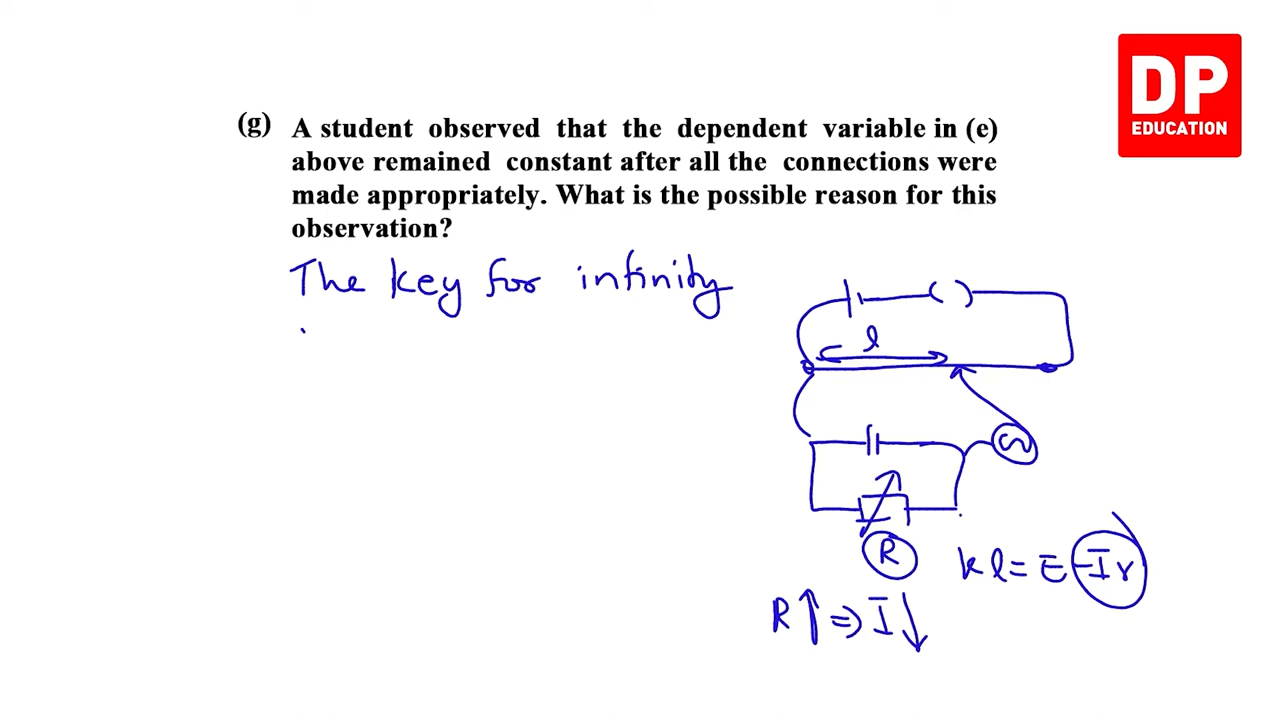 DP
EDUCATION
(g) A student observed that the dependent variable in (e)
above remained constant after all the connections were
made appropriately. What is the possible reason for this
observation?
The key for infinity
l
R
kl = E - Ir
R ↑ ⇒ I ↓